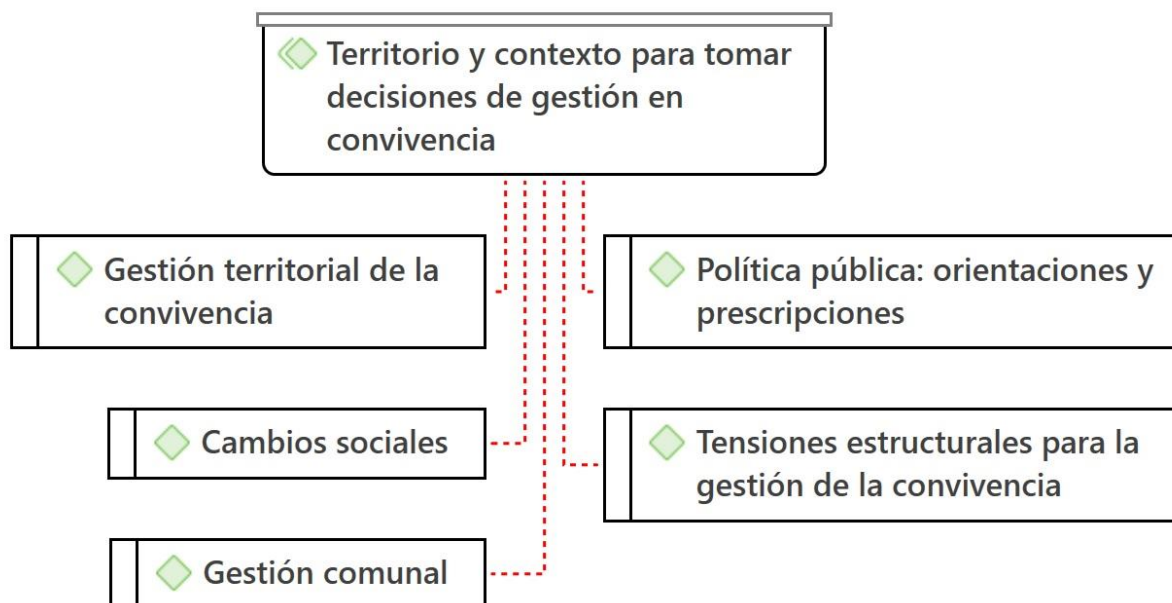 Territorio y contexto para tomar
decisiones de gestión en
convivencia
Gestión territorial de la
convivencia
Política pública: orientaciones y
prescripciones
Cambios sociales
Tensiones estructurales para la
gestión de la convivencia
Gestión comunal